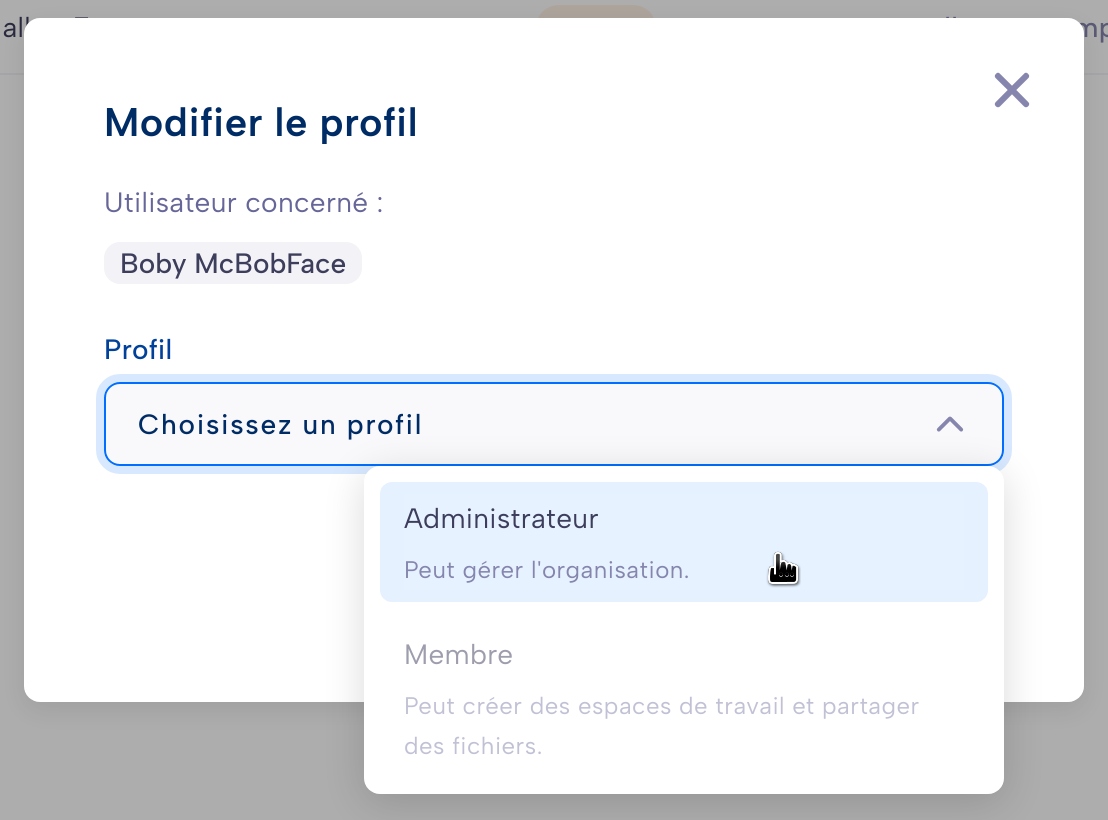 Modifier le profil
Utilisateur concerné :
Boby McBobFace
Profil
Choisissez un profil
Administrateur
Peut gérer l'organisation.
Membre
Peut créer des espaces de travail et partager
des fichiers.